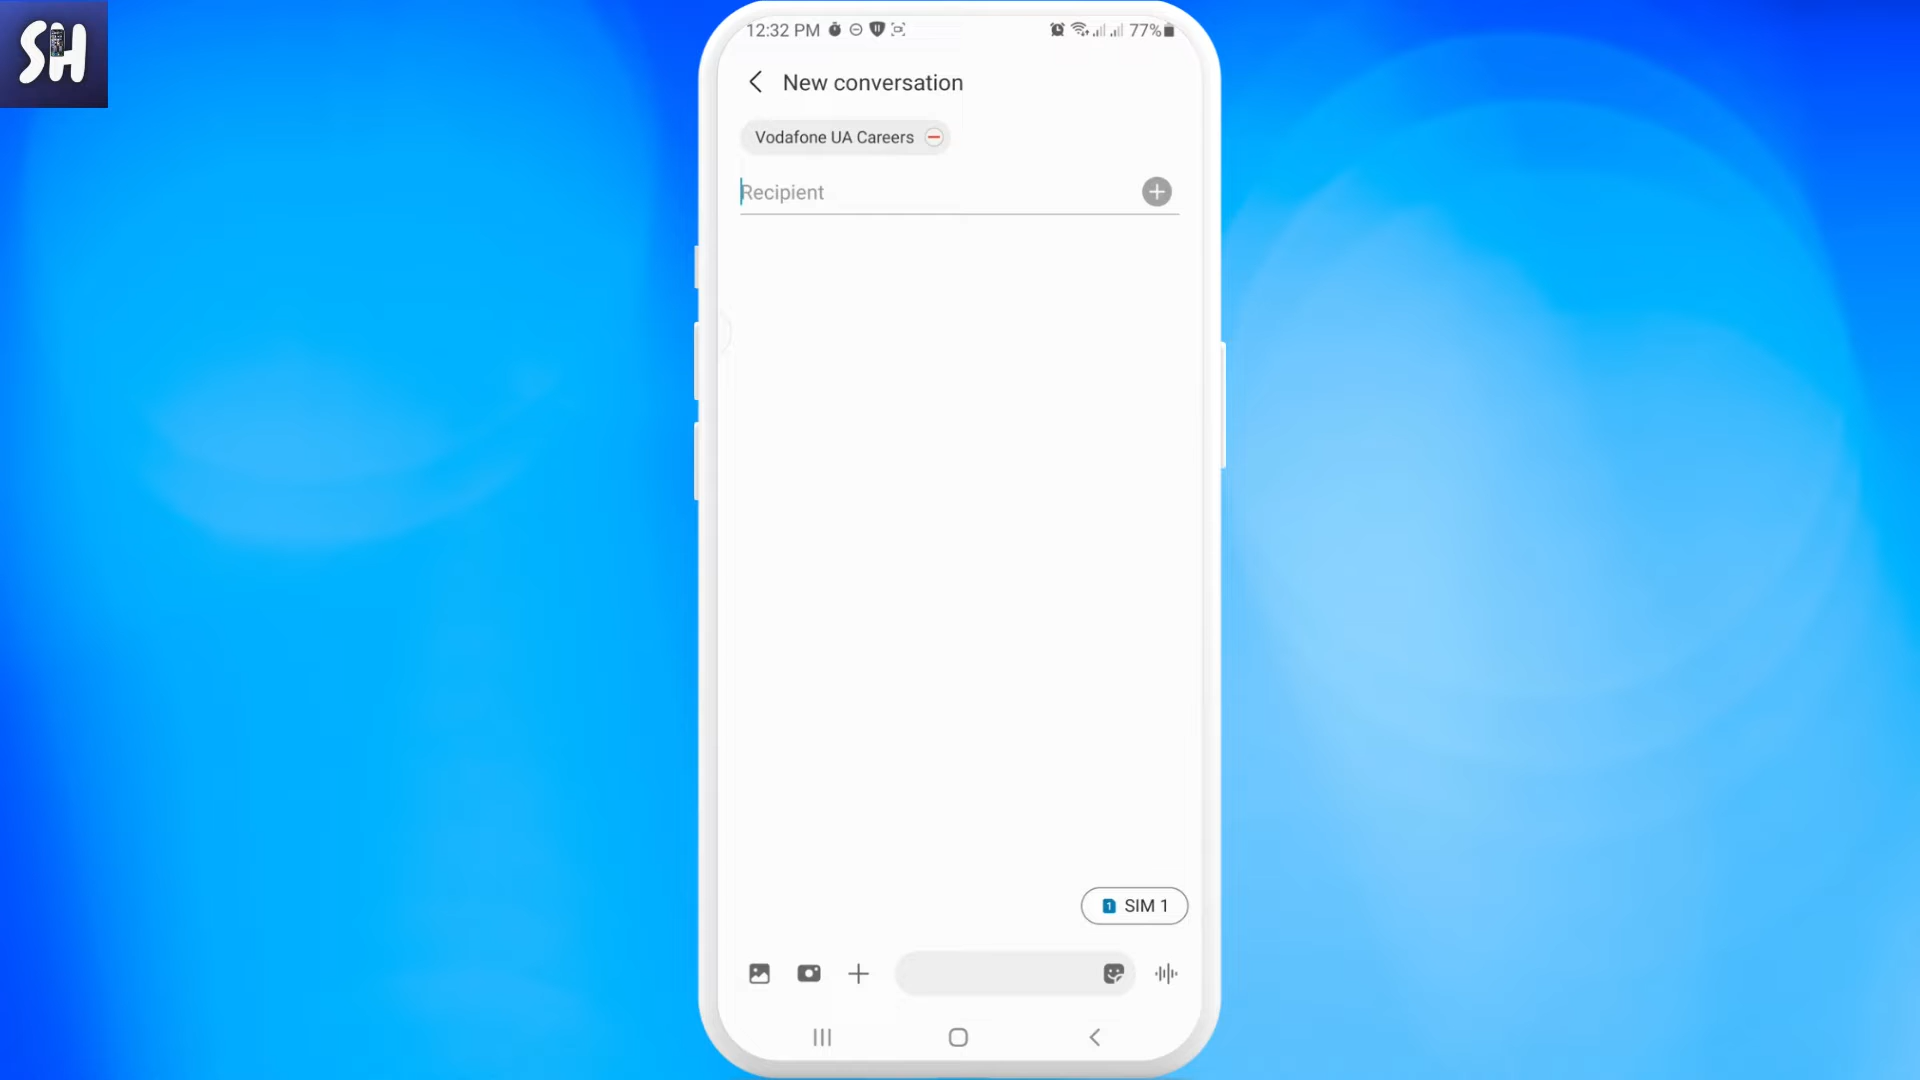 SH
12:32 PM 77%
New conversation
Vodafone UA Careers
Recipient
1 SIM 1